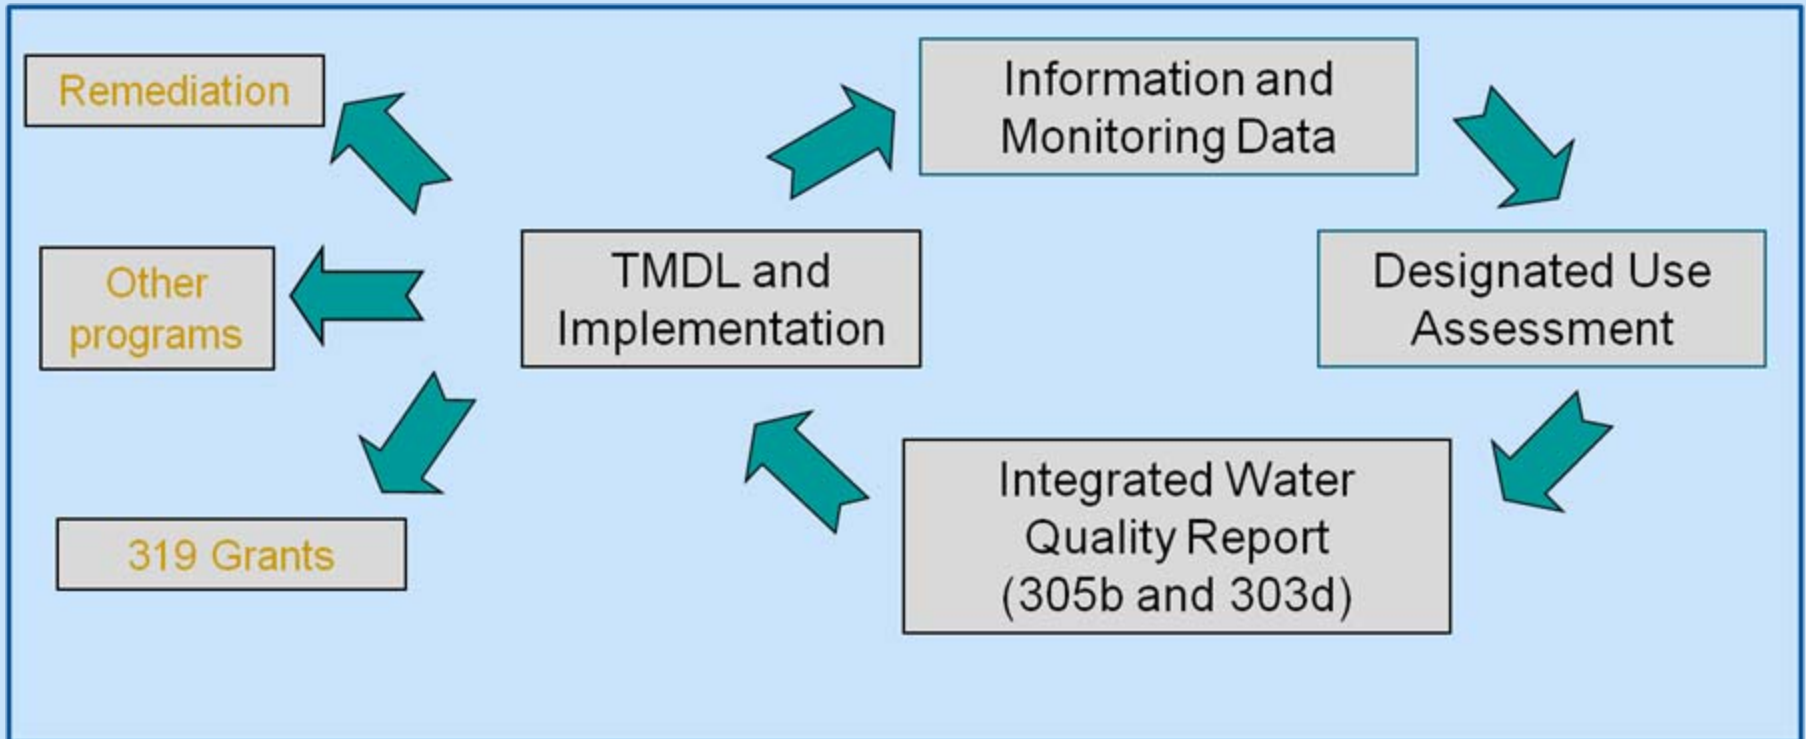 Remediation
Information and
Monitoring Data
Other
programs
TMDL and
Implementation
Designated Use
Assessment
319 Grants
Integrated Water
Quality Report
(305b and 303d)